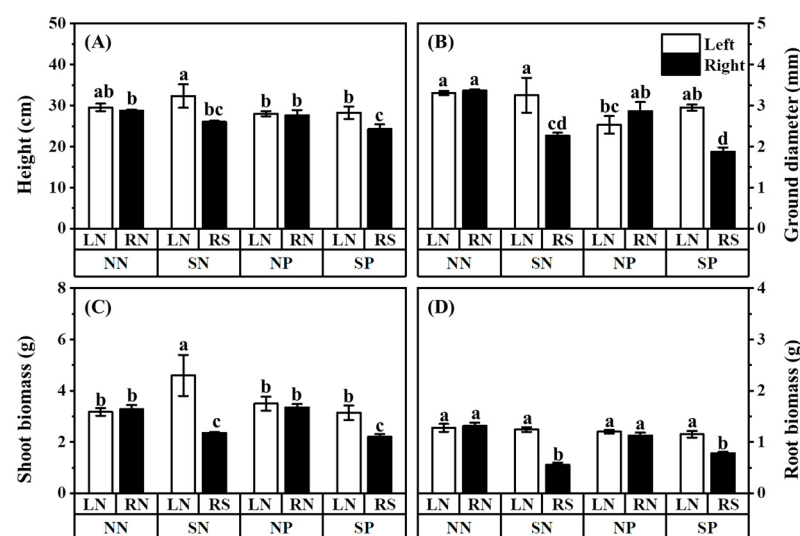 (A)
50
40
30
20
10
0
Height (cm)
ab b a bc b b b c
LN RN LN RS LN RN LN RS
NN SN NP SP
(B)
Left
Right
5
4
3
2
1
0
Ground diameter (mm)
a a a cd bc ab ab d
LN RN LN RS LN RN LN RS
NN SN NP SP
(C)
8
6
4
2
0
Shoot biomass (g)
b b a c b b b c
LN RN LN RS LN RN LN RS
NN SN NP SP
(D)
4
3
2
1
0
Root biomass (g)
a a a b a a a b
LN RN LN RS LN RN LN RS
NN SN NP SP